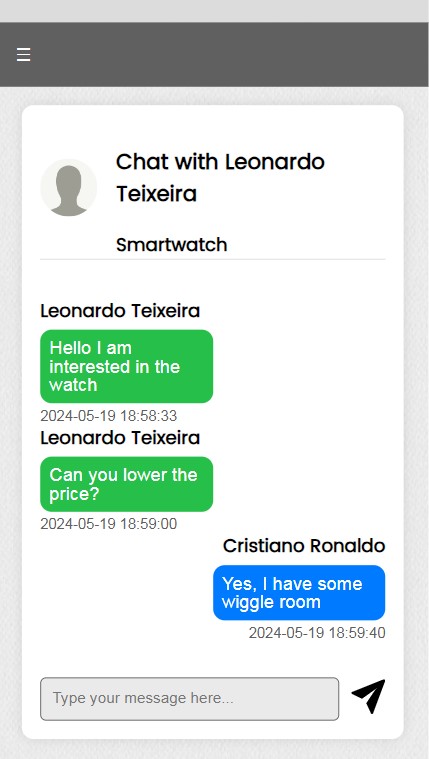 Chat with Leonardo
Teixeira
Smartwatch
Leonardo Teixeira
Hello I am
interested in the
watch
2024-05-19 18:58:33
Leonardo Teixeira
Can you lower the
price?
2024-05-19 18:59:00
Cristiano Ronaldo
Yes, I have some
wiggle room
2024-05-19 18:59:40
Type your message here...